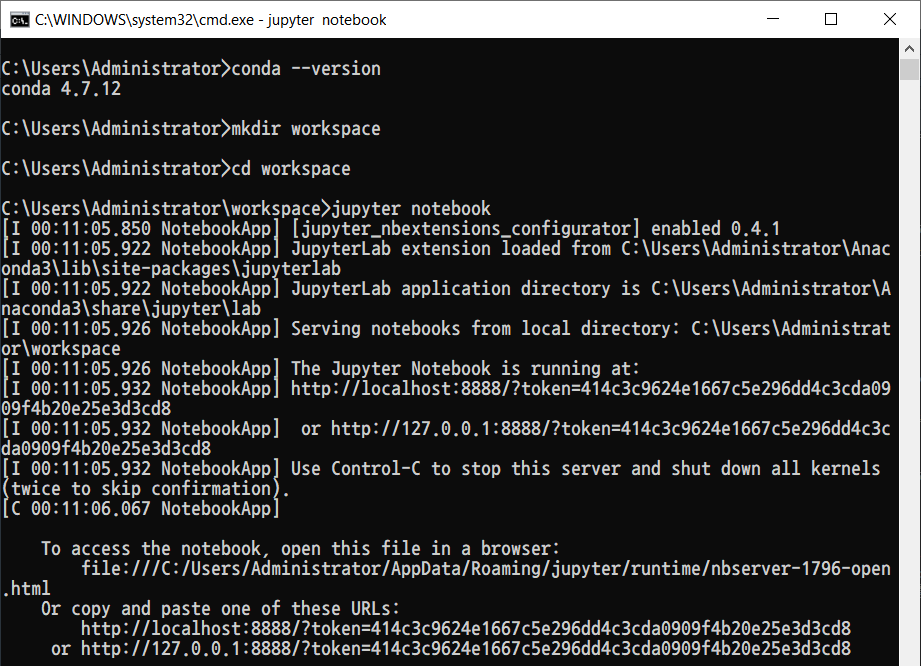 C:\WINDOWS\system32\cmd.exe - jupyter  notebook
C:\Users\Administrator>conda --version
conda 4.7.12
C:\Users\Administrator>mkdir workspace
C:\Users\Administrator>cd workspace
C:\Users\Administrator\workspace>jupyter notebook
[I 00:11:05.850 NotebookApp] [jupyter_nbextensions_configurator] enabled 0.4.1
[I 00:11:05.922 NotebookApp] JupyterLab extension loaded from C:\Users\Administrator\Anac
onda3\lib\site-packages\jupyterlab
[I 00:11:05.922 NotebookApp] JupyterLab application directory is C:\Users\Administrator\A
naconda3\share\jupyter\lab
[I 00:11:05.926 NotebookApp] Serving notebooks from local directory: C:\Users\Administrat
or\workspace
[I 00:11:05.926 NotebookApp] The Jupyter Notebook is running at:
[I 00:11:05.932 NotebookApp] http://localhost:8888/?token=414c3c9624e1667c5e296dd4c3cda09
09f4b20e25e3d3cd8
[I 00:11:05.932 NotebookApp]  or http://127.0.0.1:8888/?token=414c3c9624e1667c5e296dd4c3c
da0909f4b20e25e3d3cd8
[I 00:11:05.932 NotebookApp] Use Control-C to stop this server and shut down all kernels
(twice to skip confirmation).
[C 00:11:06.067 NotebookApp]
To access the notebook, open this file in a browser:
file:///C:/Users/Administrator/AppData/Roaming/jupyter/runtime/nbserver-1796-open
.html
Or copy and paste one of these URLs:
http://localhost:8888/?token=414c3c9624e1667c5e296dd4c3cda0909f4b20e25e3d3cd8
or http://127.0.0.1:8888/?token=414c3c9624e1667c5e296dd4c3cda0909f4b20e25e3d3cd8